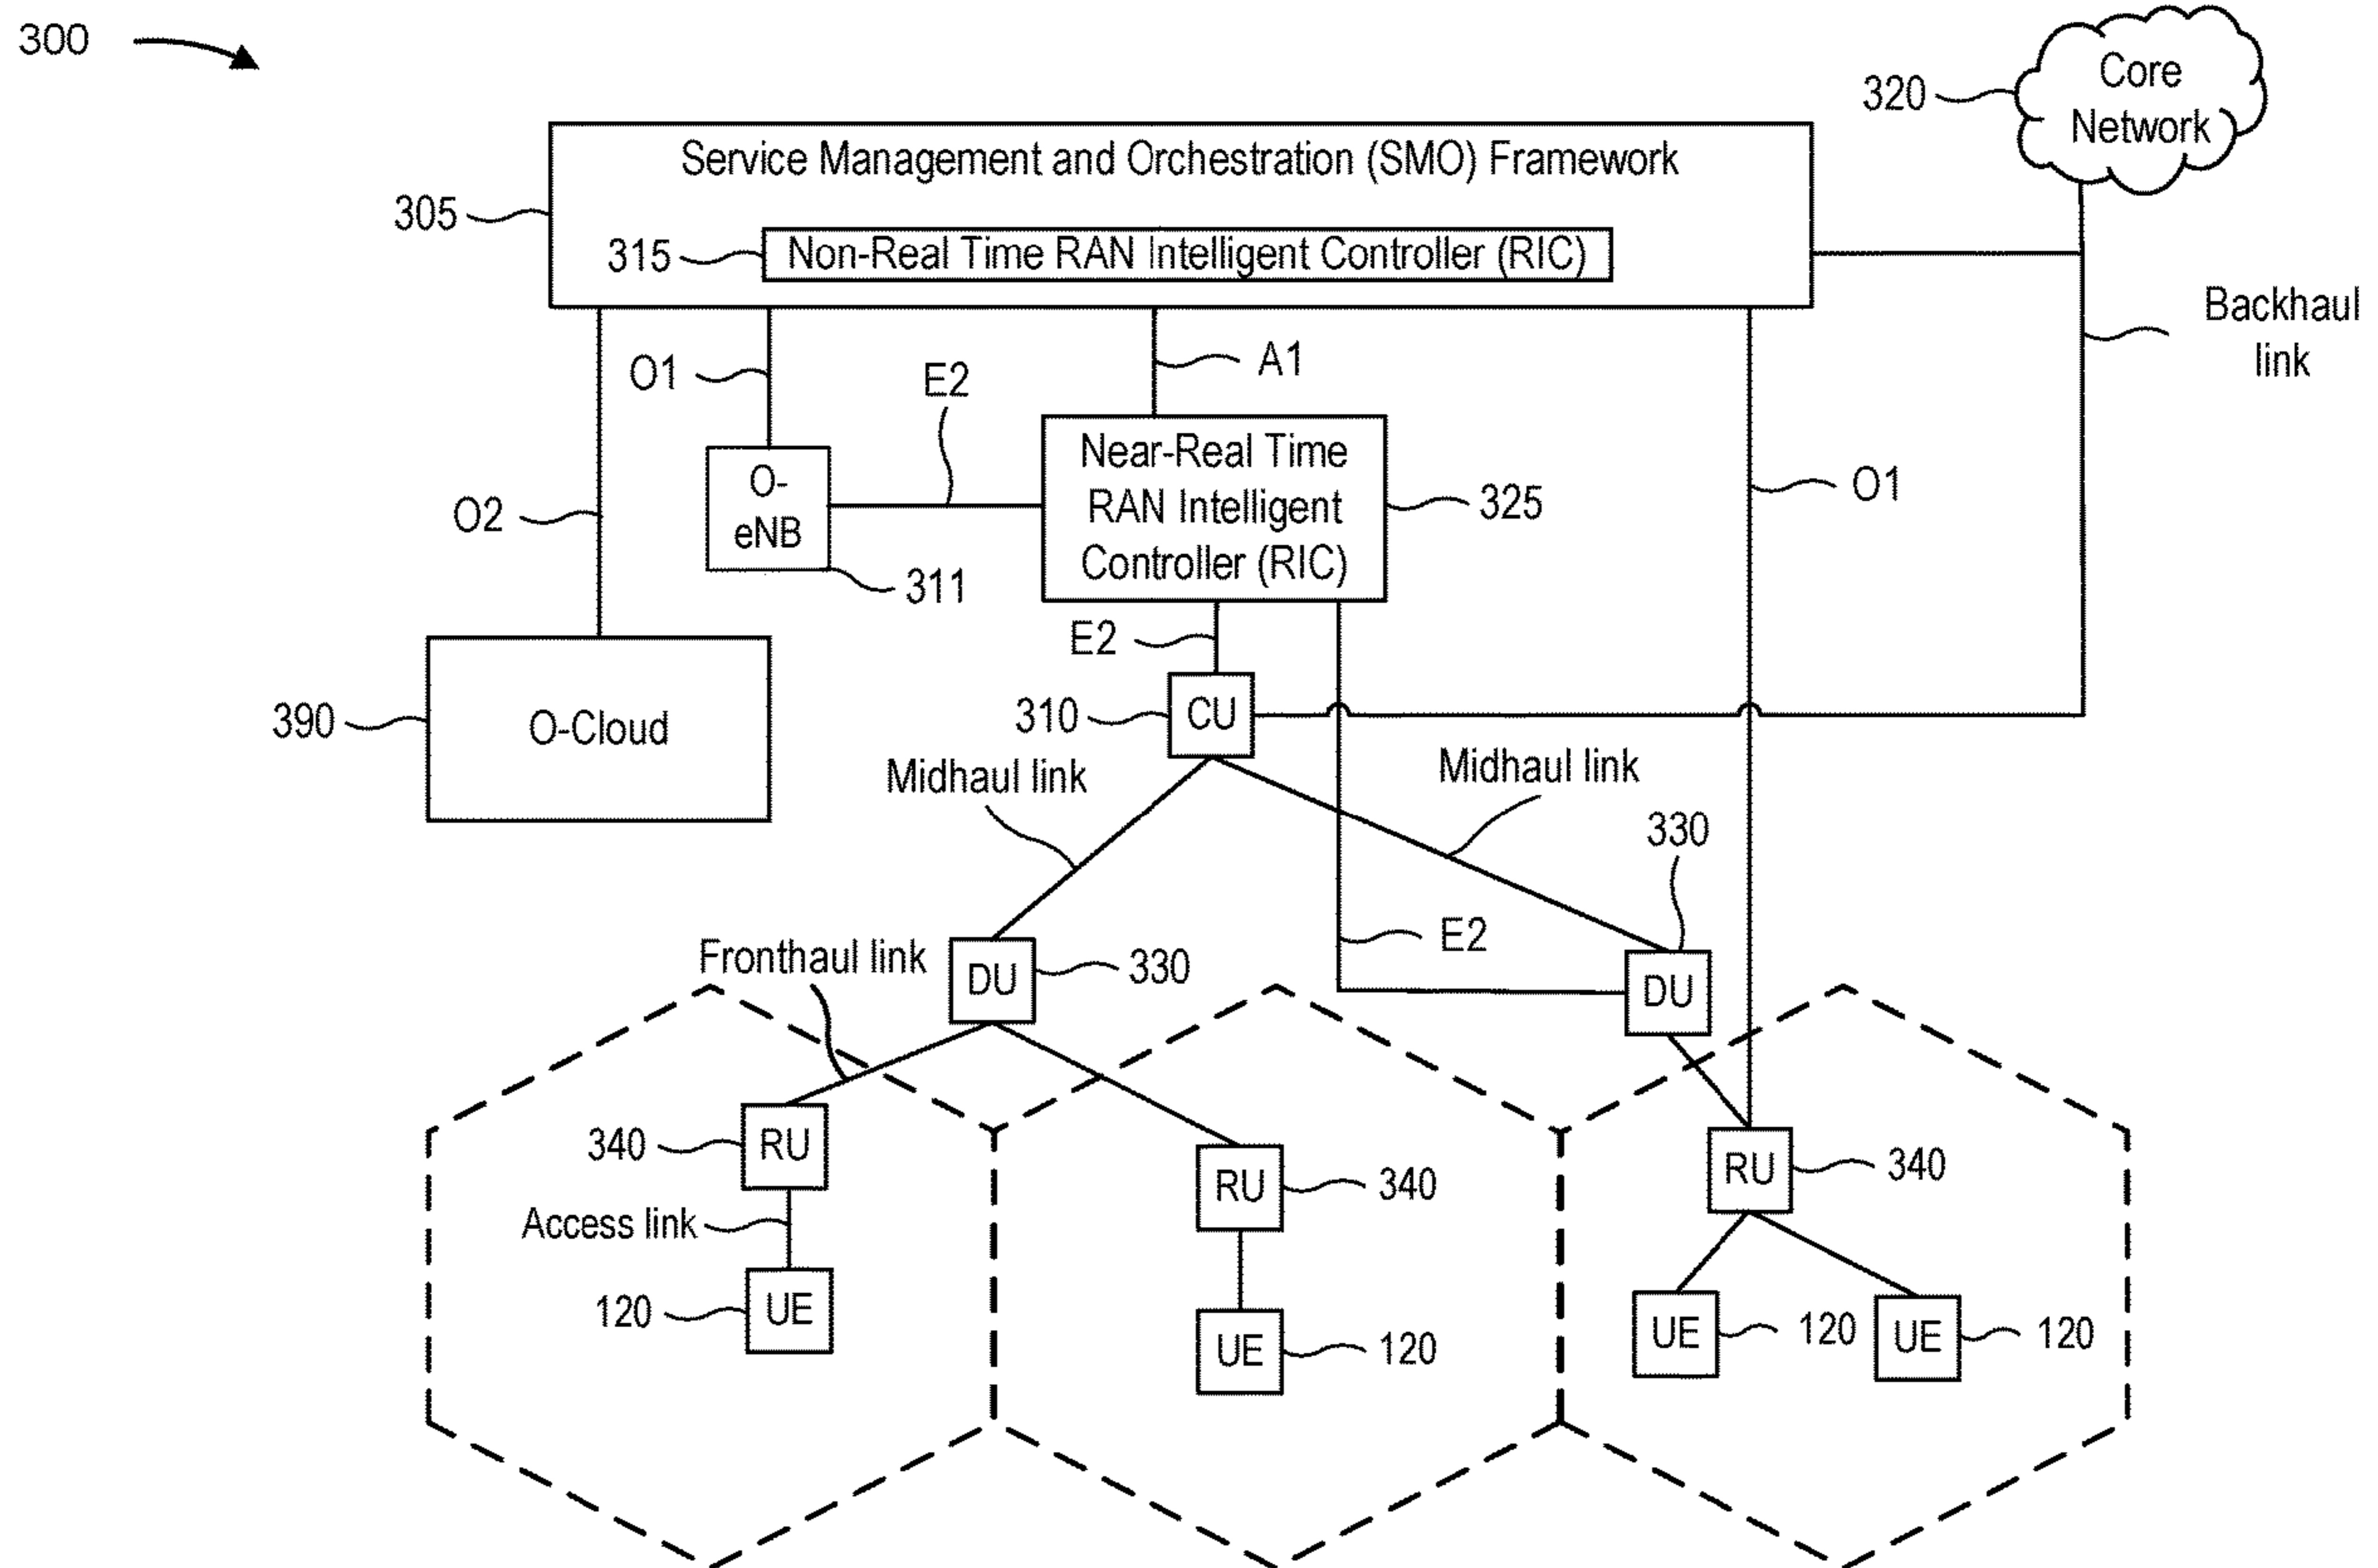 300
Core
Network
320
Service Management and Orchestration (SMO) Framework
305
315
Non-Real Time RAN Intelligent Controller (RIC)
Backhaul
link
O1
A1
E2
Near-Real Time
RAN Intelligent
Controller (RIC)
O-
eNB
O2
325
O1
311
E2
390
O-Cloud
310
CU
Midhaul link
Midhaul link
330
E2
Fronthaul link
DU
330
DU
340
RU
RU
340
RU
340
Access link
120
UE
UE
120
UE
120
UE
120